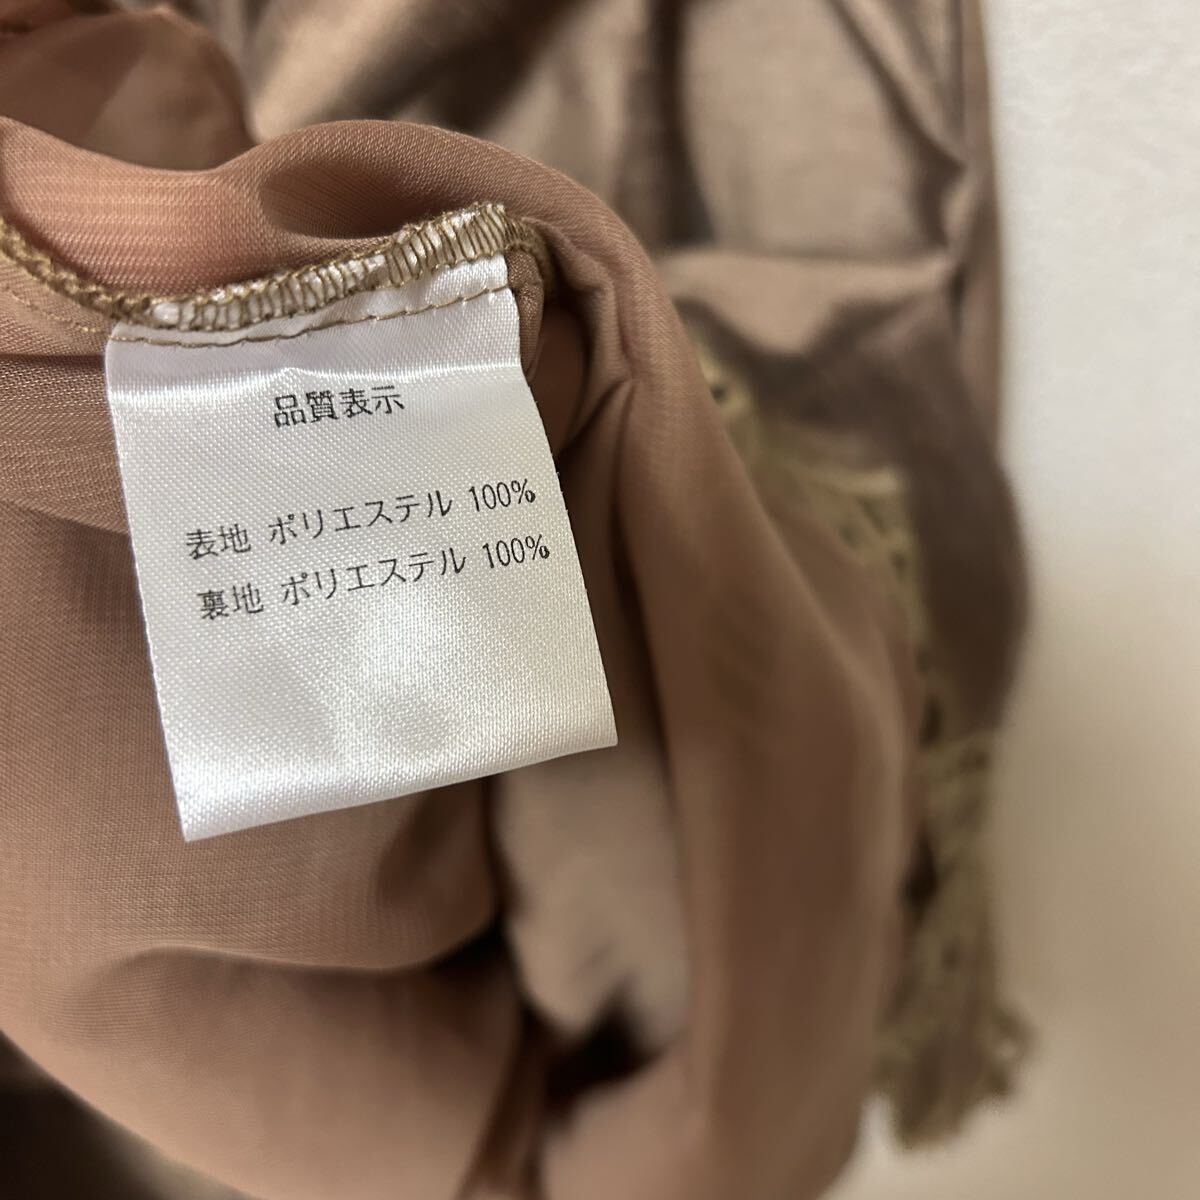 品質表示
表地 ポリエステル 100%
裏地 ポリエステル 100%